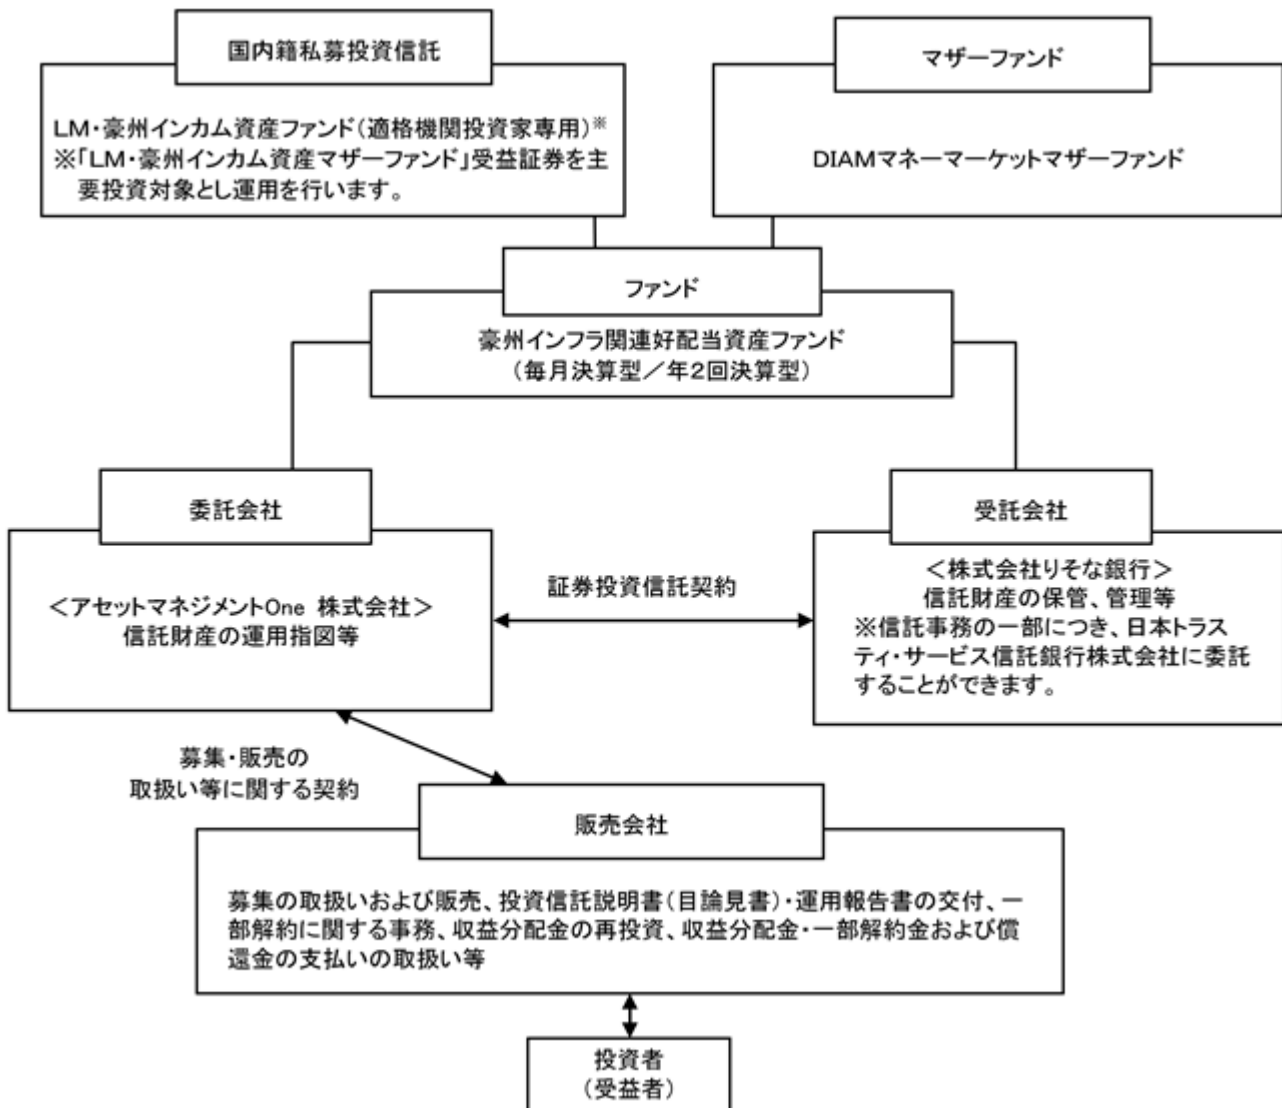 国内籍私募投資信託
LM・豪州インカム資産ファンド(適格機関投資家専用)※
※「LM・豪州インカム資産マザーファンド」受益証券を主
要投資対象とし運用を行います。
マザーファンド
DIAMマネーマーケットマザーファンド
ファンド
豪州インフラ関連好配当資産ファンド
(毎月決算型/年2回決算型)
委託会社
<アセットマネジメントOne 株式会社>
信託財産の運用指図等
証券投資信託契約
受託会社
<株式会社りそな銀行>
信託財産の保管、管理等
※信託事務の一部につき、日本トラス
ティ・サービス信託銀行株式会社に委託
することができます。
募集・販売の
取扱い等に関する契約
販売会社
募集の取扱いおよび販売、投資信託説明書(目論見書)・運用報告書の交付、一
部解約に関する事務、収益分配金の再投資、収益分配金・一部解約金および償
還金の支払いの取扱い等
投資者
(受益者)